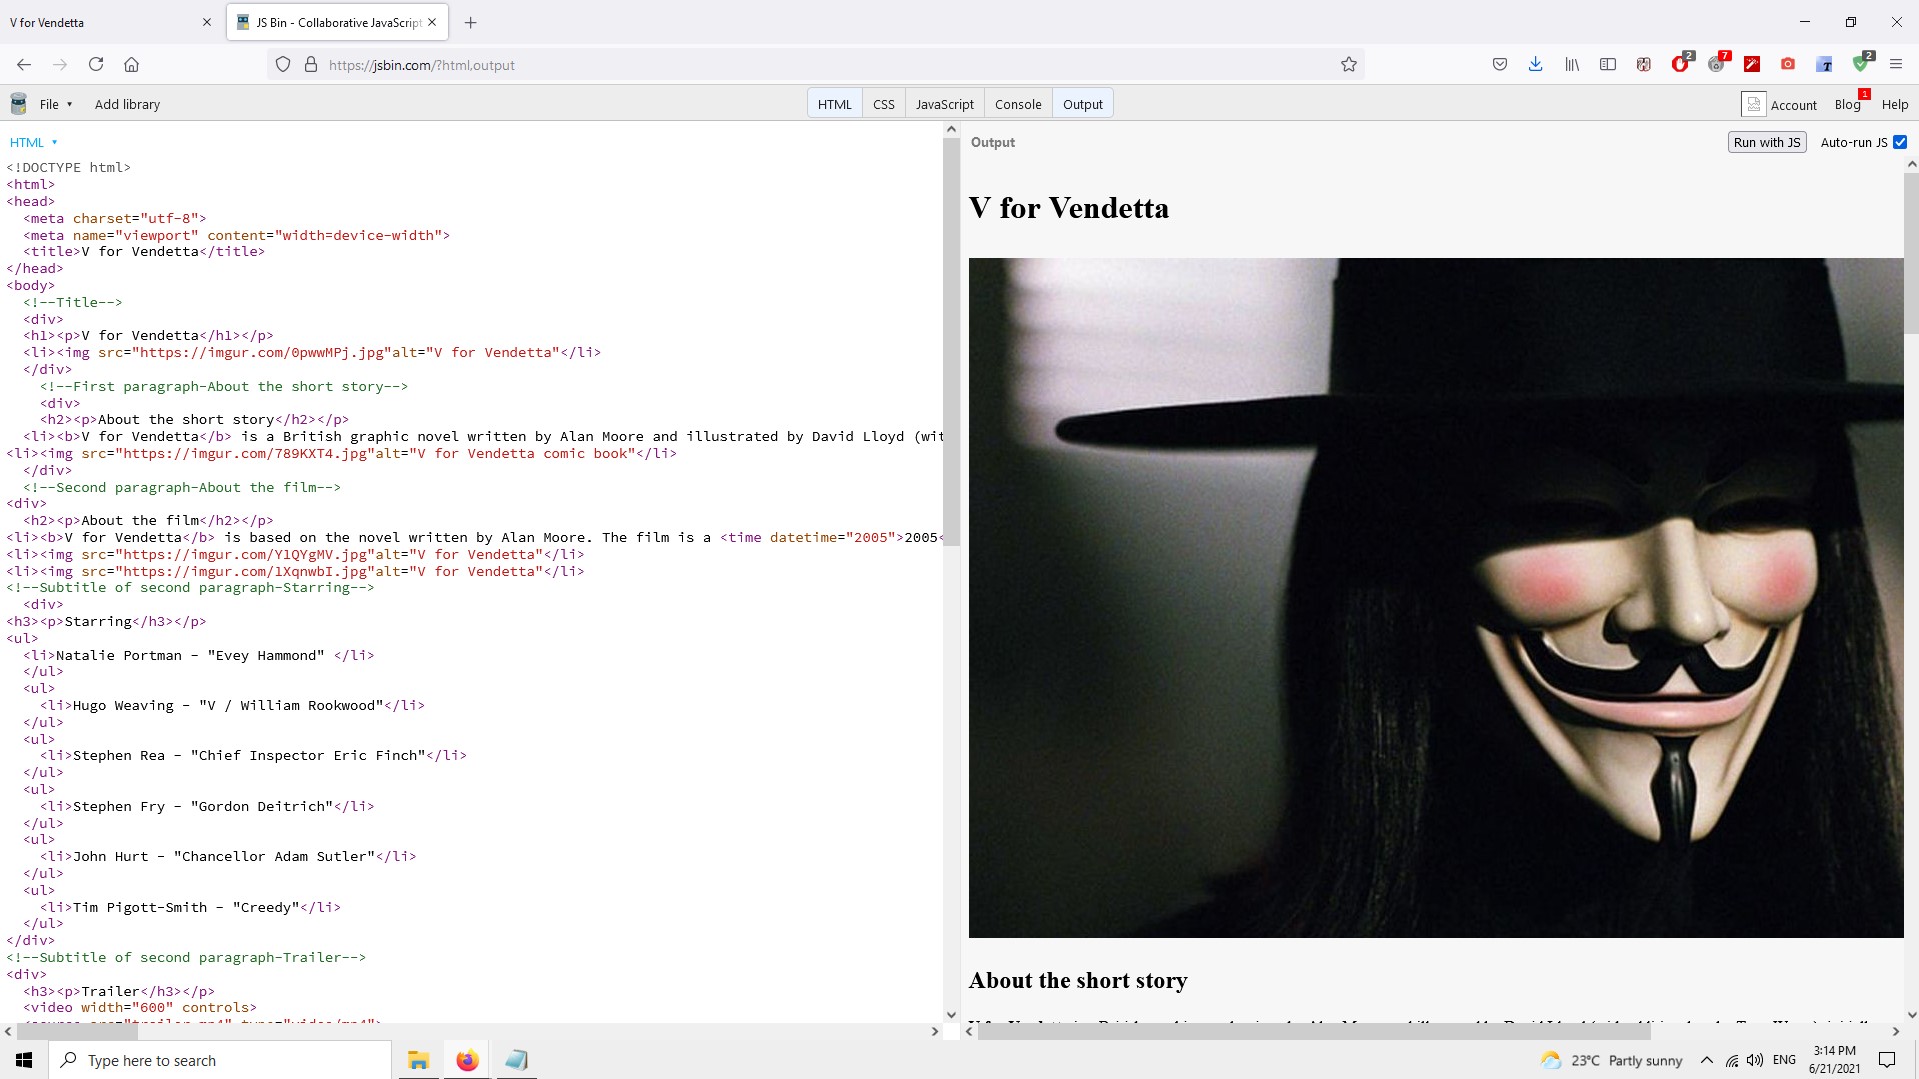 V for Vendetta
JS Bin - Collaborative JavaScript
https://jsbin.com/?html,output
2
7
2
File
Add library
HTML
CSS
JavaScript
Console
Output
Account
Blog
1
Help
HTML
<!DOCTYPE html>
<html>
<head>
<meta charset="utf-8">
<meta name="viewport" content="width=device-width">
<title>V for Vendetta</title>
</head>
<body>
<!--Title-->
<div>
<h1><p>V for Vendetta</h1></p>
<li><img src="https://imgur.com/0pwwMPj.jpg"alt="V for Vendetta"</li>
</div>
<!--First paragraph-About the short story-->
<div>
<h2><p>About the short story</h2></p>
<li><b>V for Vendetta</b> is a British graphic novel written by Alan Moore and illustrated by David Lloyd (wit
<li><img src="https://imgur.com/789KXT4.jpg"alt="V for Vendetta comic book"</li>
</div>
<!--Second paragraph-About the film-->
<div>
<h2><p>About the film</h2></p>
<li><b>V for Vendetta</b> is based on the novel written by Alan Moore. The film is a <time datetime="2005">2005<
<li><img src="https://imgur.com/YlQYgMV.jpg"alt="V for Vendetta"</li>
<li><img src="https://imgur.com/lXqnwbI.jpg"alt="V for Vendetta"</li>
<!--Subtitle of second paragraph-Starring-->
<div>
<h3><p>Starring</h3></p>
<ul>
<li>Natalie Portman - "Evey Hammond" </li>
</ul>
<ul>
<li>Hugo Weaving - "V / William Rookwood"</li>
</ul>
<ul>
<li>Stephen Rea - "Chief Inspector Eric Finch"</li>
</ul>
<ul>
<li>Stephen Fry - "Gordon Deitrich"</li>
</ul>
<ul>
<li>John Hurt - "Chancellor Adam Sutler"</li>
</ul>
<ul>
<li>Tim Pigott-Smith - "Creedy"</li>
</ul>
</div>
<!--Subtitle of second paragraph-Trailer-->
<div>
<h3><p>Trailer</h3></p>
<video width="600" controls>
Output
Run with JS
Auto-run JS
V for Vendetta
About the short story
Type here to search
23°C Partly sunny
ENG
3:14 PM
6/21/2021